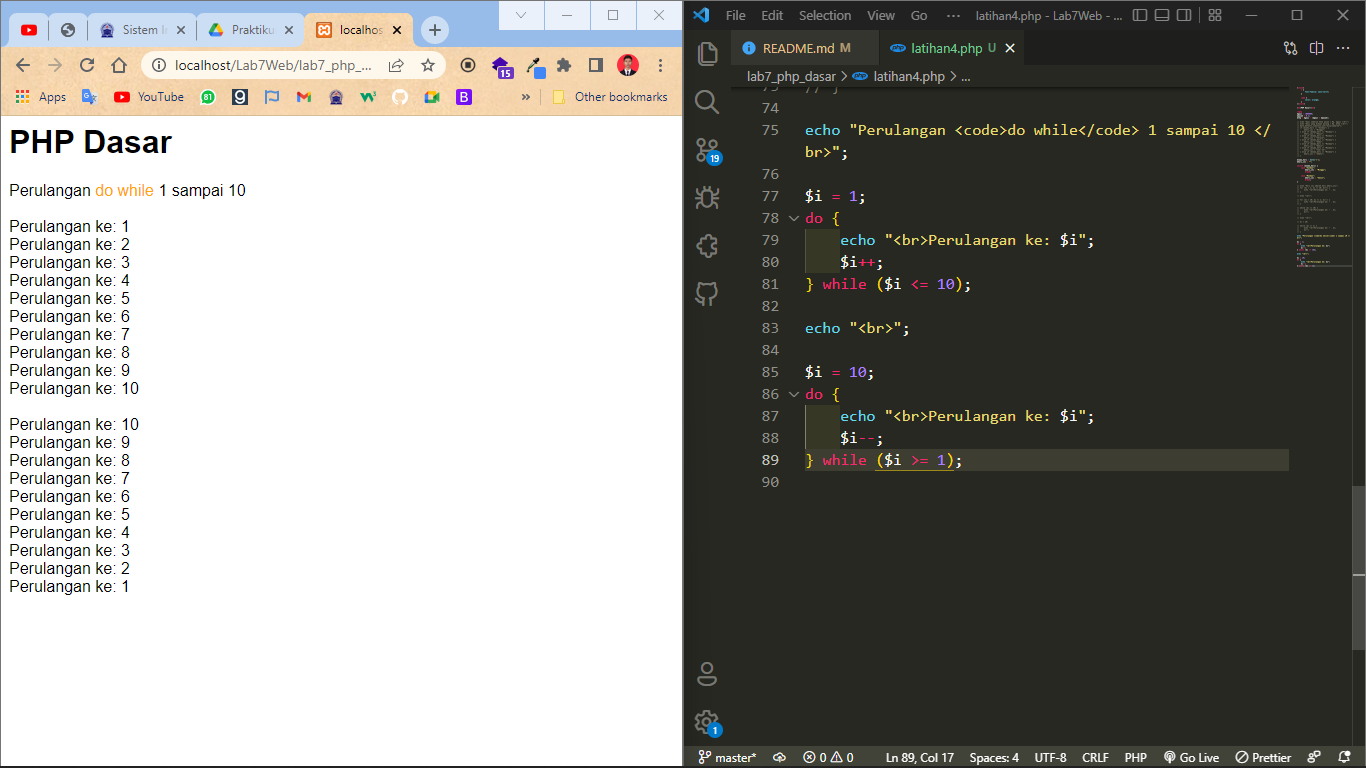 Sistem I
Praktiku
localhos
localhost/Lab7Web/lab7_php_...
15
Apps
YouTube
81
Other bookmarks
PHP Dasar
Perulangan do while 1 sampai 10
Perulangan ke: 1
Perulangan ke: 2
Perulangan ke: 3
Perulangan ke: 4
Perulangan ke: 5
Perulangan ke: 6
Perulangan ke: 7
Perulangan ke: 8
Perulangan ke: 9
Perulangan ke: 10
Perulangan ke: 10
Perulangan ke: 9
Perulangan ke: 8
Perulangan ke: 7
Perulangan ke: 6
Perulangan ke: 5
Perulangan ke: 4
Perulangan ke: 3
Perulangan ke: 2
Perulangan ke: 1
File Edit Selection View Go ... latihan4.php - Lab7Web - ...
README.md M latihan4.php U
lab7_php_dasar > latihan4.php > ...
73 // }
74
75 echo "Perulangan <code>do while</code> 1 sampai 10 </
br>";
76
77 $i = 1;
78 do {
79 echo "<br>Perulangan ke: $i";
80 $i++;
81 } while ($i <= 10);
82
83 echo "<br>";
84
85 $i = 10;
86 do {
87 echo "<br>Perulangan ke: $i";
88 $i--;
89 } while ($i >= 1);
90
19
1
master* 0 0 Ln 89, Col 17 Spaces: 4 UTF-8 CRLF PHP Go Live Prettier